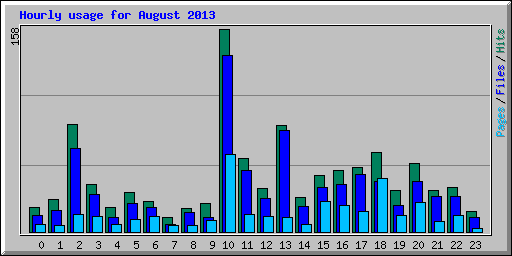 Hourly usage for August 2013
158
Pages/Files/Hits
0 1 2 3 4 5 6 7 8 9 10 11 12 13 14 15 16 17 18 19 20 21 22 23